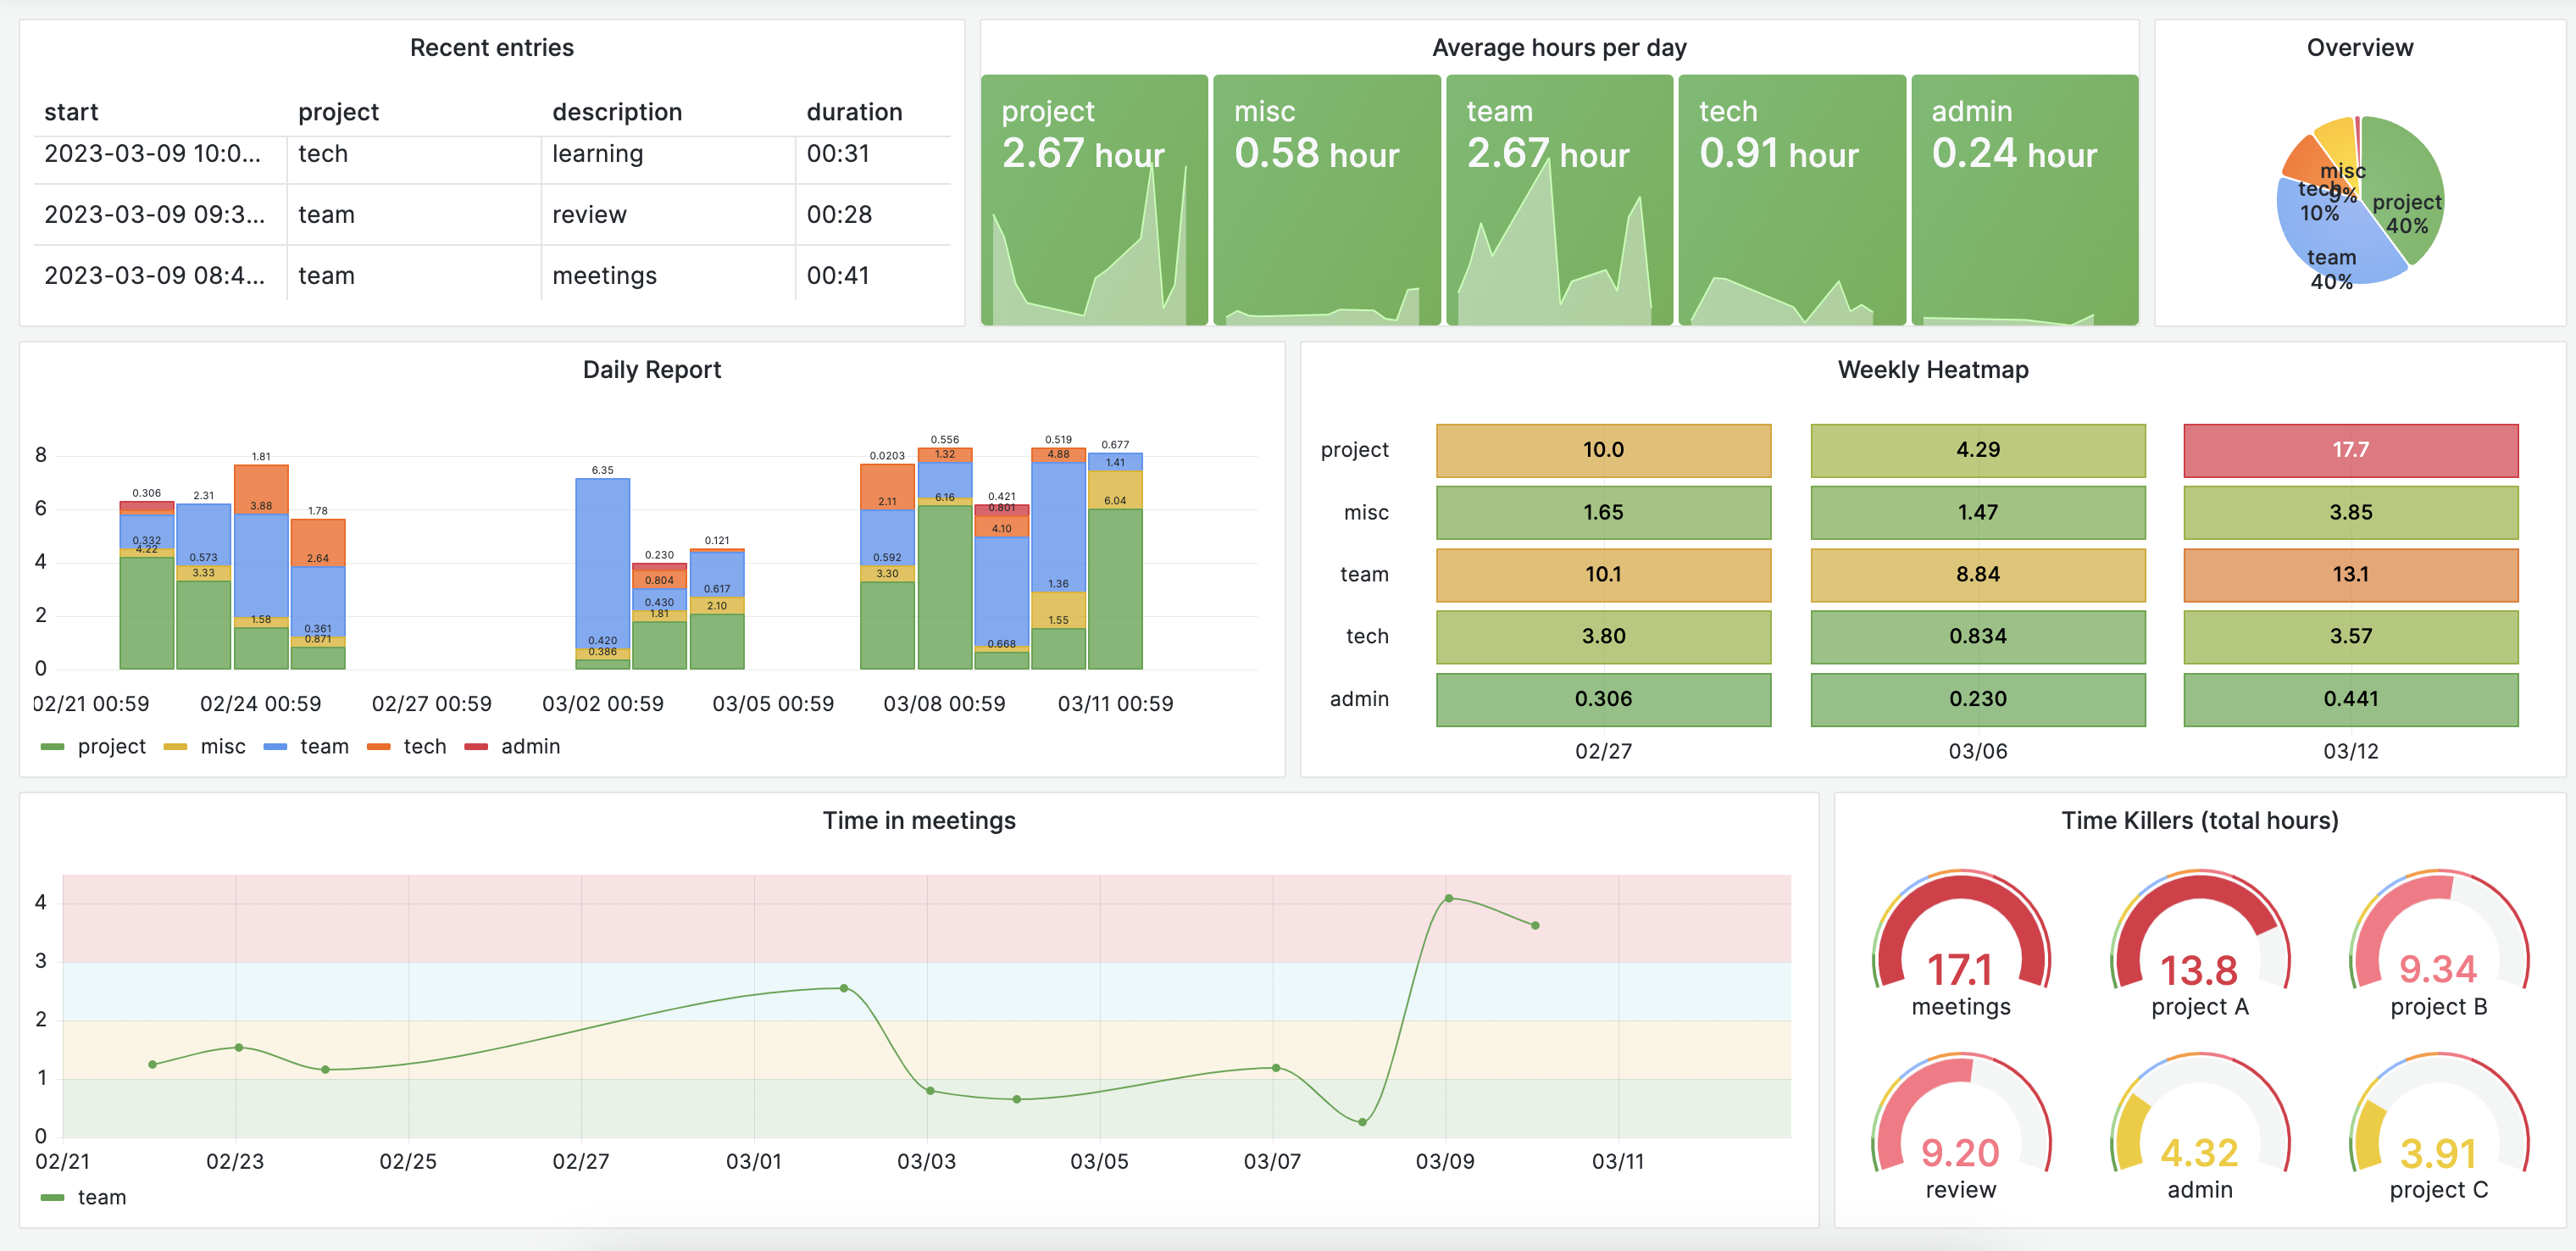 Recent entries
start project description duration
2023-03-09 10:0... tech learning 00:31
2023-03-09 09:3... team review 00:28
2023-03-09 08:4... team meetings 00:41
Average hours per day
project misc team tech admin
2.67 hour 0.58 hour 2.67 hour 0.91 hour 0.24 hour
Overview
misc
9%
tech
10%
project
40%
team
40%
Daily Report
8
6
4
2
0
0.306
0.332
4.22
2.31
0.573
3.33
1.81
3.88
1.58
1.78
2.64
0.361
0.871
6.35
0.420
0.386
0.230
0.804
0.430
1.81
0.121
0.617
2.10
0.0203
2.11
0.592
3.30
0.556
1.32
6.16
0.421
0.801
4.10
0.668
0.519
4.88
1.36
1.55
0.677
1.41
6.04
02/21 00:59 02/24 00:59 02/27 00:59 03/02 00:59 03/05 00:59 03/08 00:59 03/11 00:59
project misc team tech admin
Weekly Heatmap
project 10.0 4.29 17.7
misc 1.65 1.47 3.85
team 10.1 8.84 13.1
tech 3.80 0.834 3.57
admin 0.306 0.230 0.441
02/27 03/06 03/12
Time in meetings
4
3
2
1
0
02/21 02/23 02/25 02/27 03/01 03/03 03/05 03/07 03/09 03/11
team
Time Killers (total hours)
17.1 13.8 9.34
meetings project A project B
9.20 4.32 3.91
review admin project C